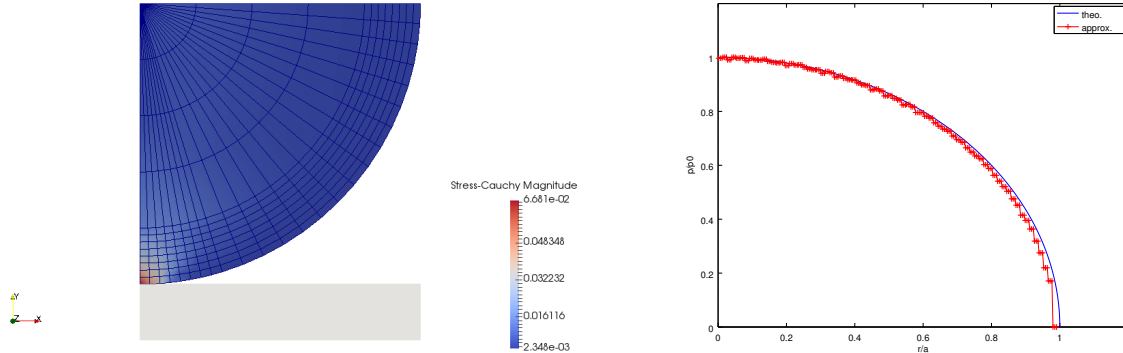 Stress-Cauchy Magnitude
6.681e-02
0.048348
0.032232
0.016116
2.348e-03
Y
Z
X
theo.
approx.
1
0.8
0.6
0.4
0.2
0
p/p0
0
0.2
0.4
0.6
0.8
1
r/a